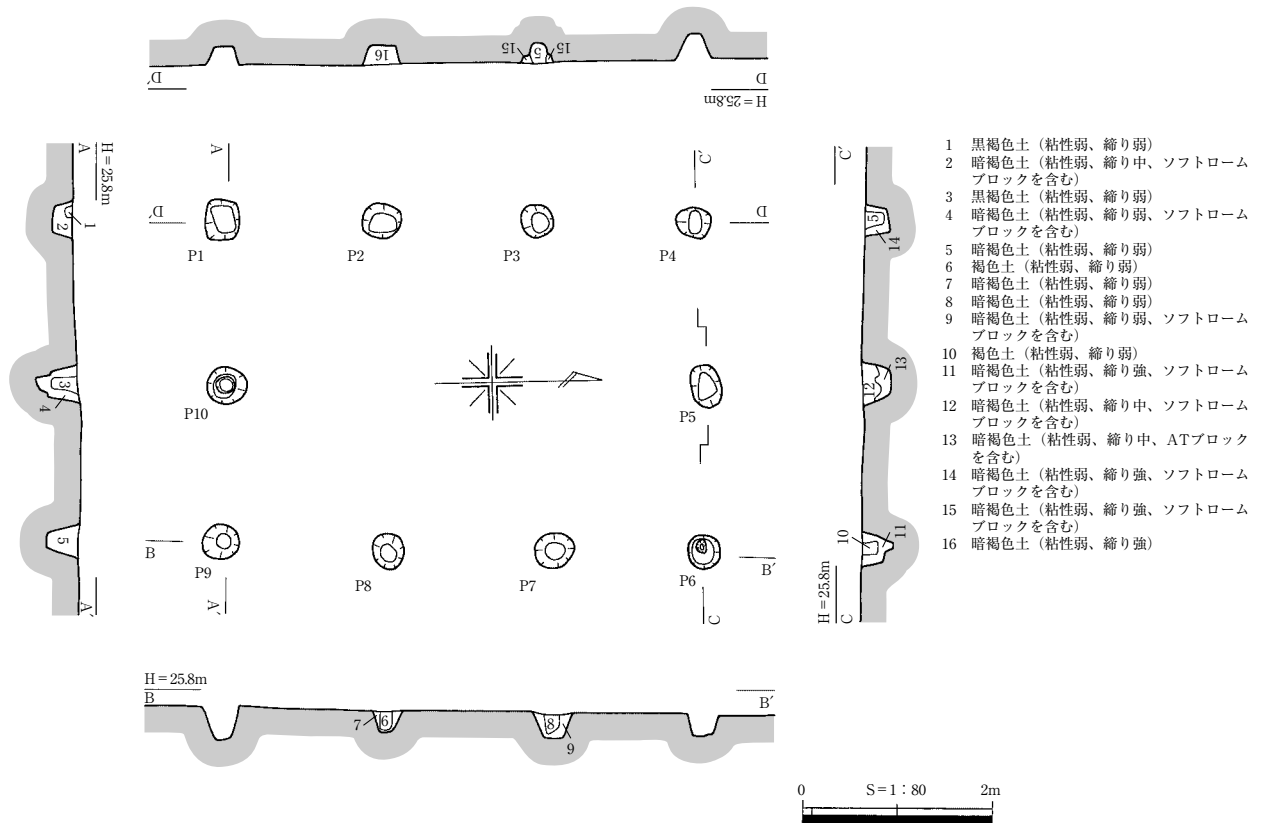 16
15
5
15
D′
D
H＝25.8m
A
H＝25.8m
A
C′
C′
D′
D
1
2
P1
P2
P3
P4
5
14
3
4
P10
P5
13
12
5
B
P9
P8
P7
P6
B′
10
11
A′
A′
C
H＝25.8m
C
H＝25.8m
B
B′
7
6
8
9
1 黒褐色土（粘性弱、締り弱）
2 暗褐色土（粘性弱、締り中、ソフトローム
ブロックを含む）
3 黒褐色土（粘性弱、締り弱）
4 暗褐色土（粘性弱、締り弱、ソフトローム
ブロックを含む）
5 暗褐色土（粘性弱、締り弱）
6 褐色土（粘性弱、締り弱）
7 暗褐色土（粘性弱、締り弱）
8 暗褐色土（粘性弱、締り弱）
9 暗褐色土（粘性弱、締り弱、ソフトローム
ブロックを含む）
10 褐色土（粘性弱、締り弱）
11 暗褐色土（粘性弱、締り強、ソフトローム
ブロックを含む）
12 暗褐色土（粘性弱、締り中、ソフトローム
ブロックを含む）
13 暗褐色土（粘性弱、締り中、ATブロック
を含む）
14 暗褐色土（粘性弱、締り強、ソフトローム
ブロックを含む）
15 暗褐色土（粘性弱、締り強、ソフトローム
ブロックを含む）
16 暗褐色土（粘性弱、締り強）
0 S＝1：80 2m